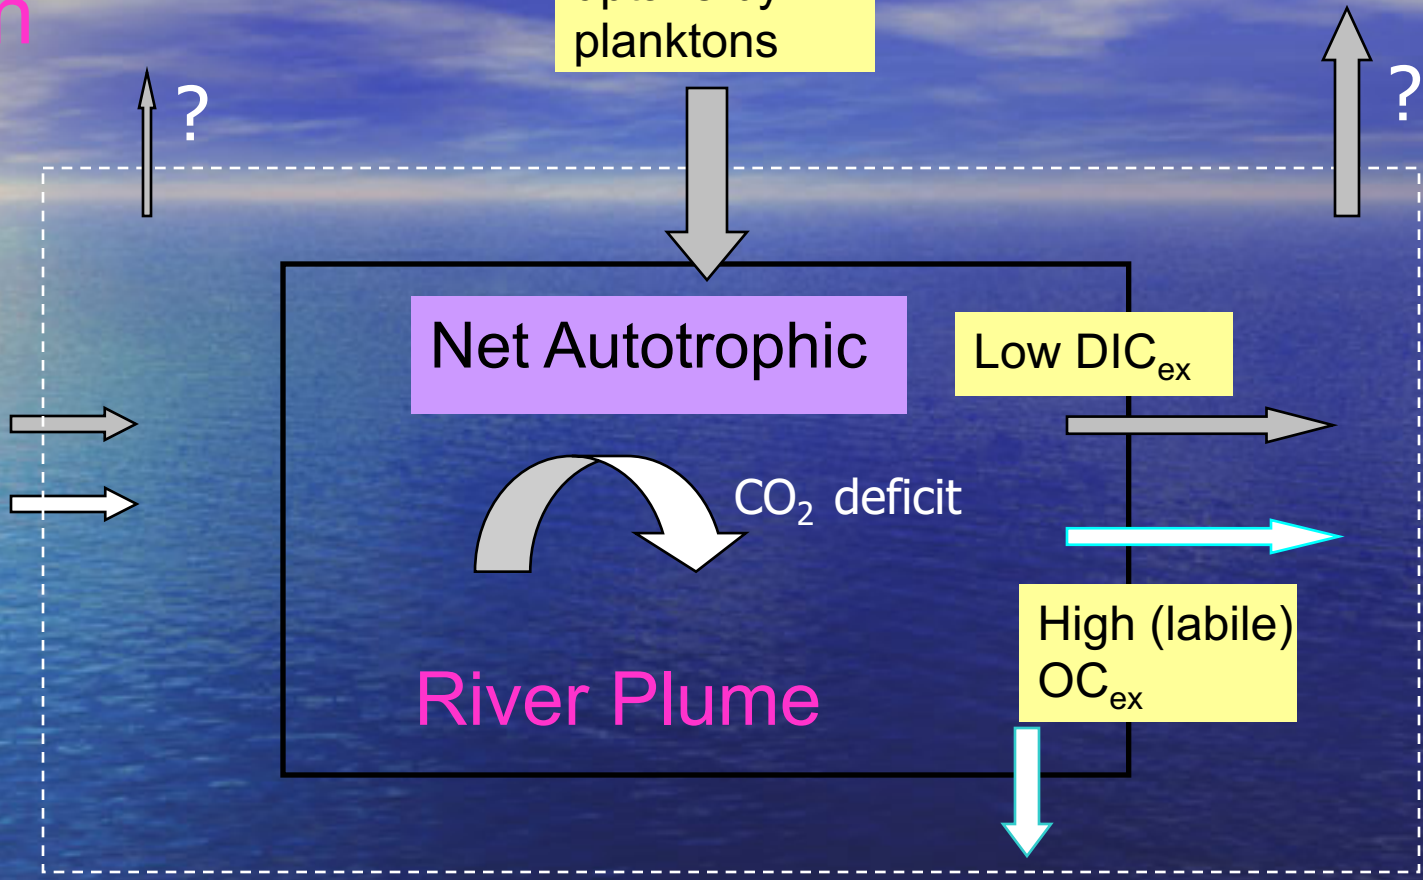 planktons
?
?
Net Autotrophic
Low DICex
CO2 deficit
High (labile)
OCex
River Plume